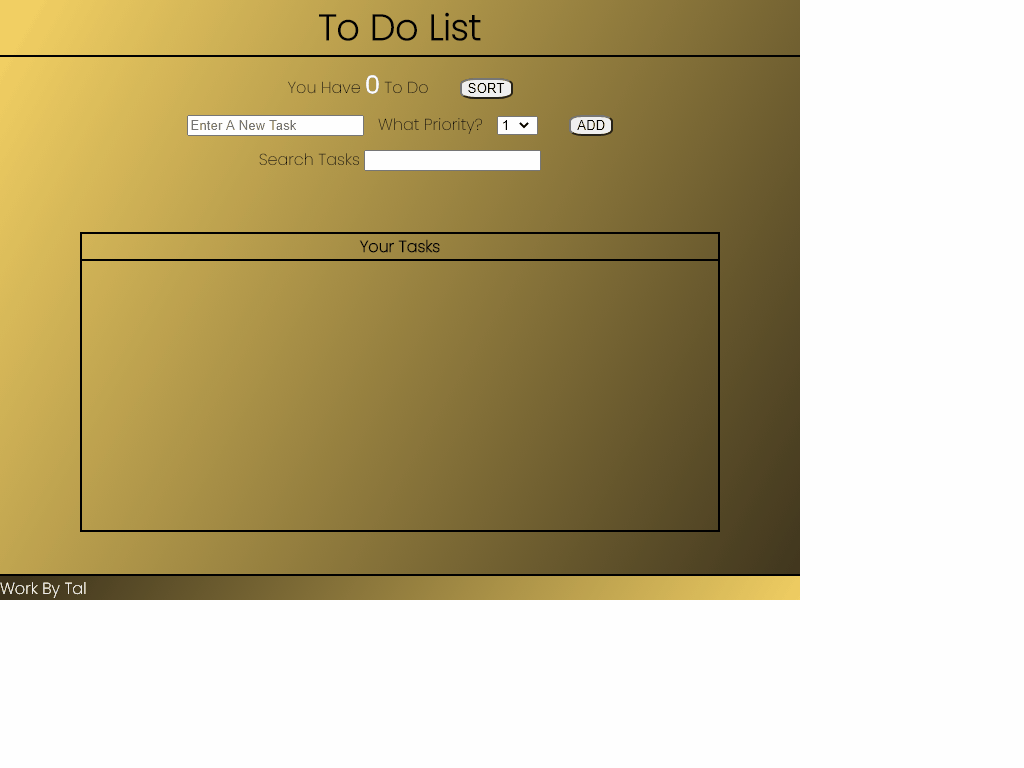 To Do List
You Have 0 To Do SORT
Enter A New Task What Priority? 1 ADD
Search Tasks
Your Tasks
Work By Tal